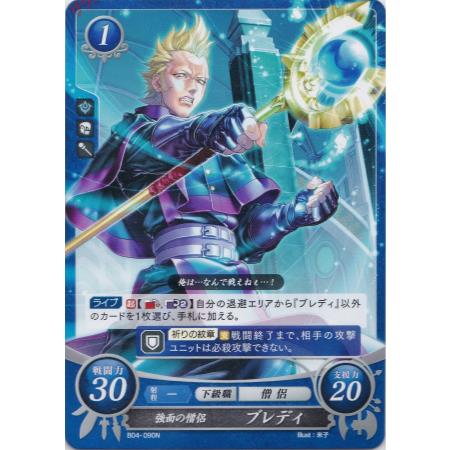 1
俺は…なんで戦えねぇ…!
ライフ 起 【 、 2】自分の退避エリアから『ブレディ』以外
のカードを1枚選び、手札に加える。
祈りの紋章 支 戦闘終了まで、相手の攻撃
ユニットは必殺攻撃できない。
戦闘力
30
射程 一 下級職 僧侶
支援力
20
強面の僧侶 ブレディ
B04-090N
Illust:米子